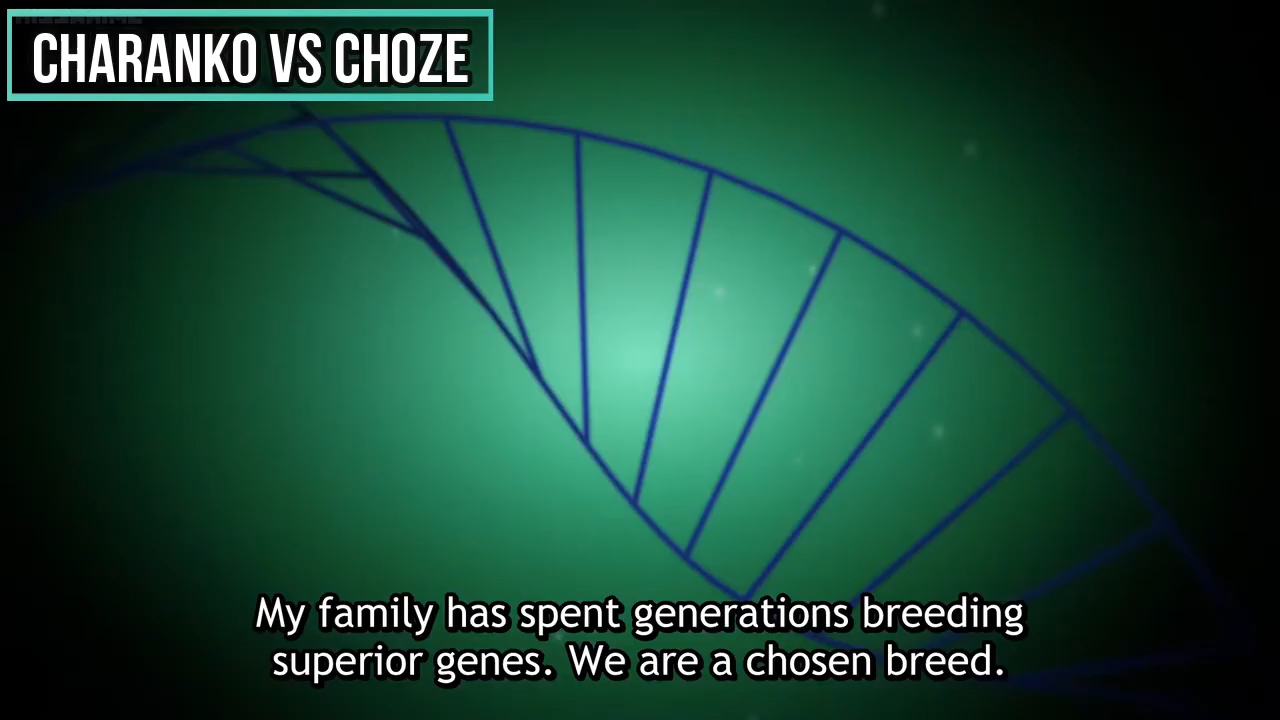 CHARANKO VS CHOZE
My family has spent generations breeding
superior genes. We are a chosen breed.